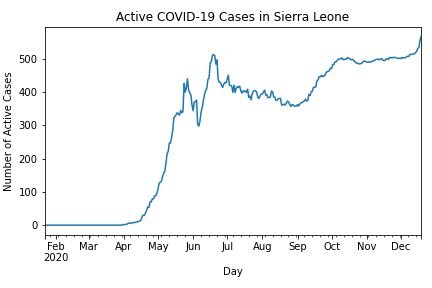 Active COVID-19 Cases in Sierra Leone
Number of Active Cases
500
400
300
200
100
0
Feb Mar Apr May Jun Jul Aug Sep Oct Nov Dec
2020
Day